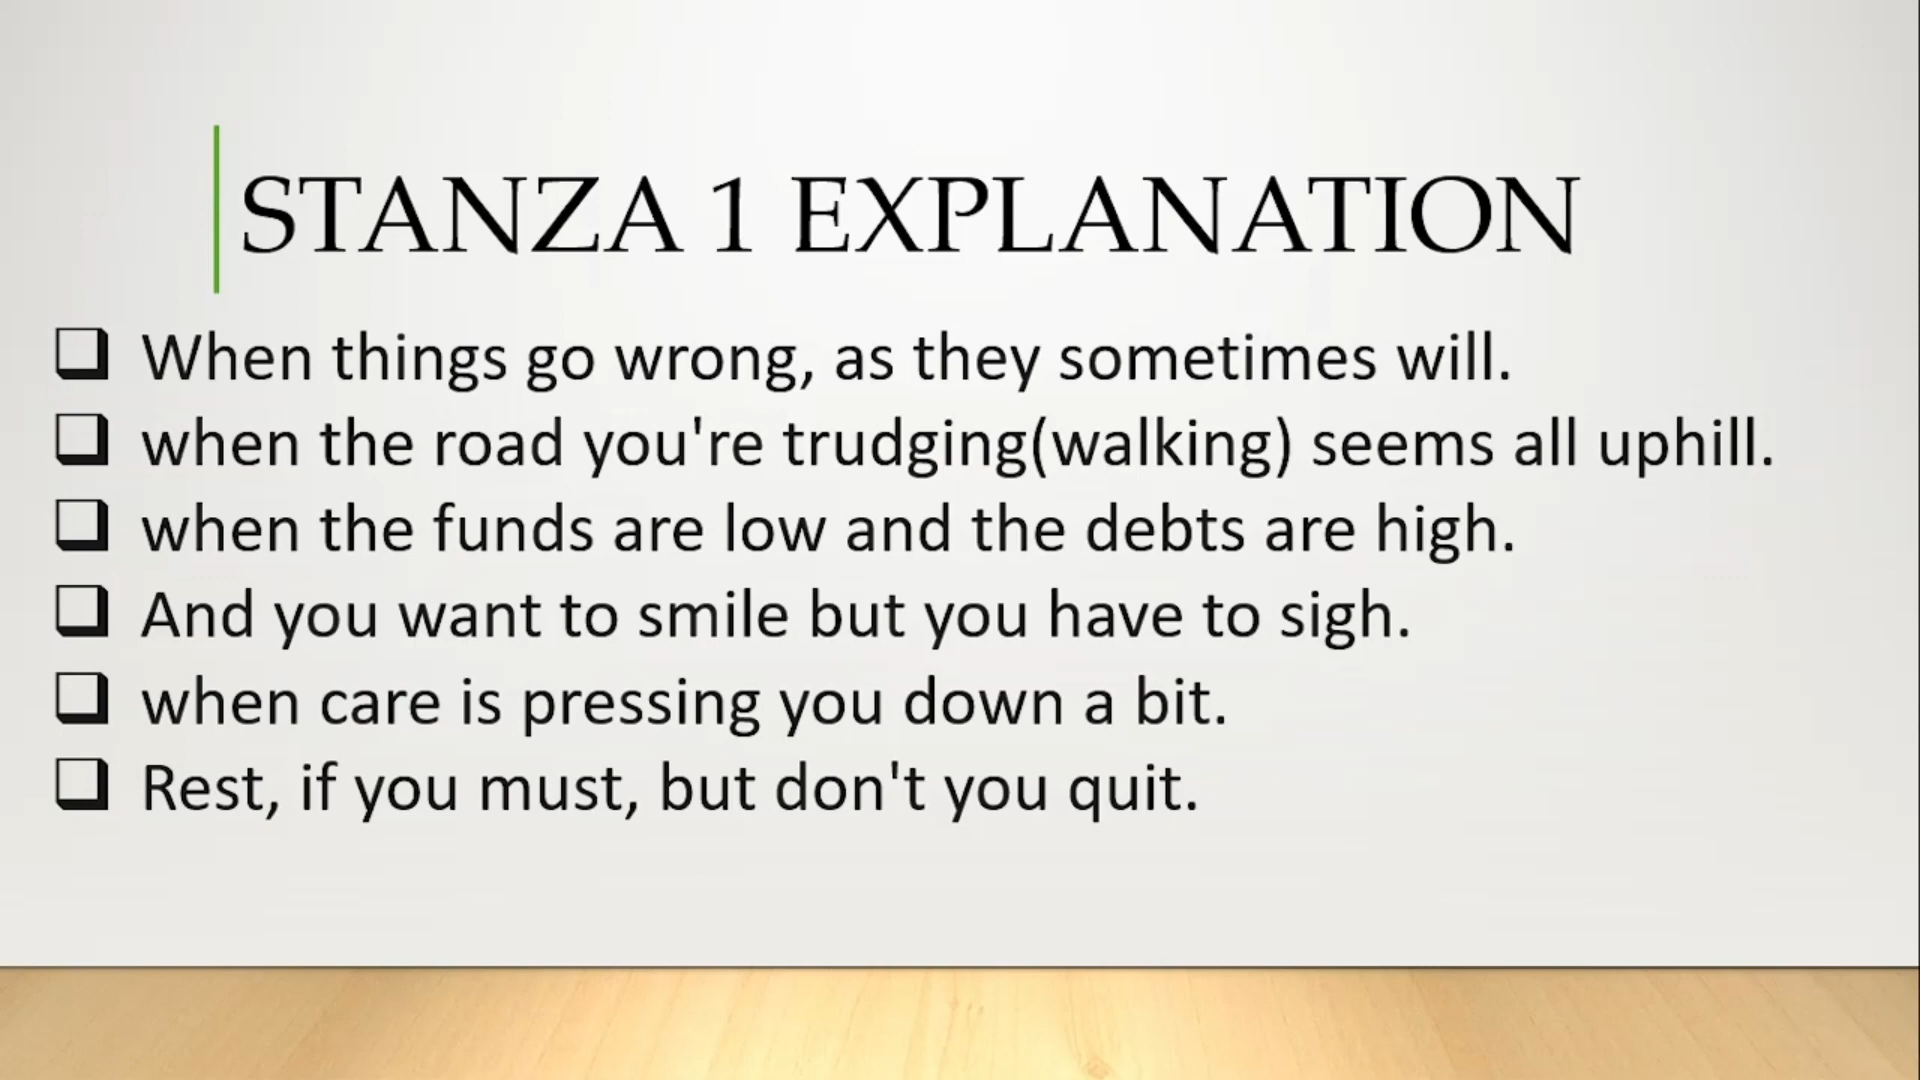 STANZA 1 EXPLANATION
When things go wrong, as they sometimes will.
when the road you're trudging(walking) seems all uphill.
when the funds are low and the debts are high.
And you want to smile but you have to sigh.
when care is pressing you down a bit.
Rest, if you must, but don't you quit.